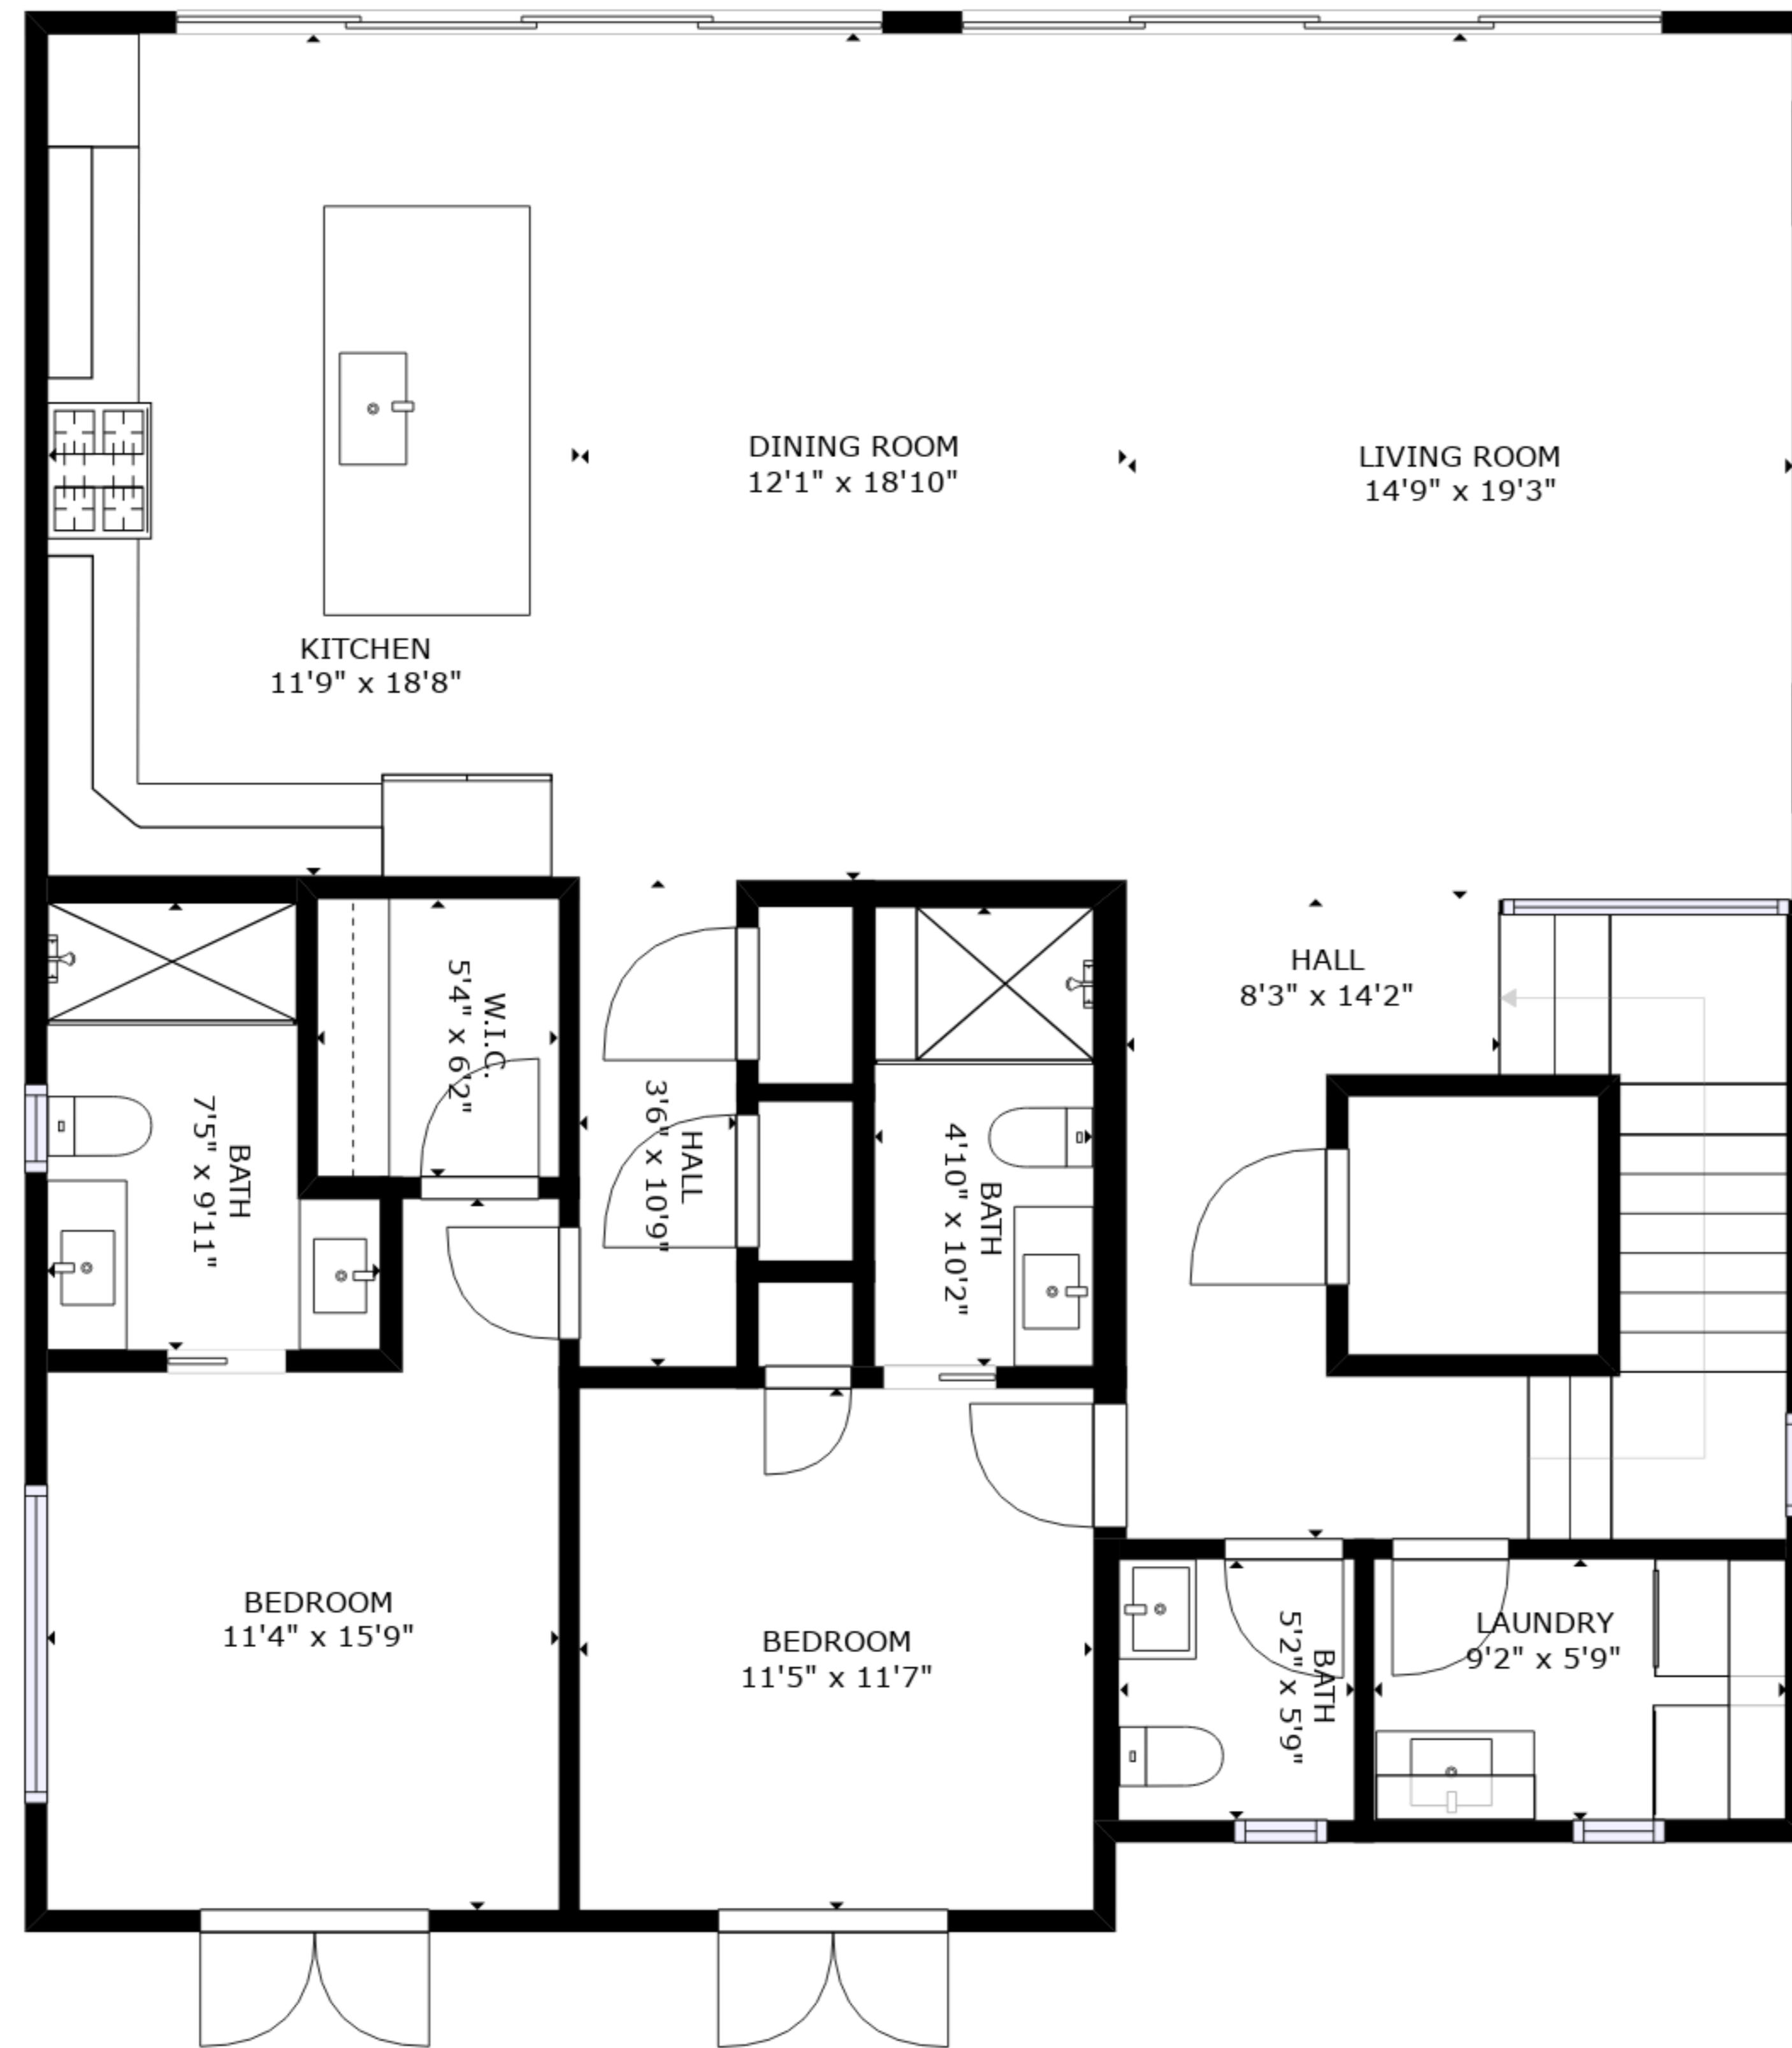 DINING ROOM
12'1" x 18'10"
LIVING ROOM
14'9" x 19'3"
KITCHEN
11'9" x 18'8"
HALL
8'3" x 14'2"
W.I.C.
5'4" x 6'2"
BATH
7'5" x 9'11"
HALL
3'6" x 10'9"
BATH
4'10" x 10'2"
BEDROOM
11'4" x 15'9"
BEDROOM
11'5" x 11'7"
BATH
5'2" x 5'9"
LAUNDRY
9'2" x 5'9"